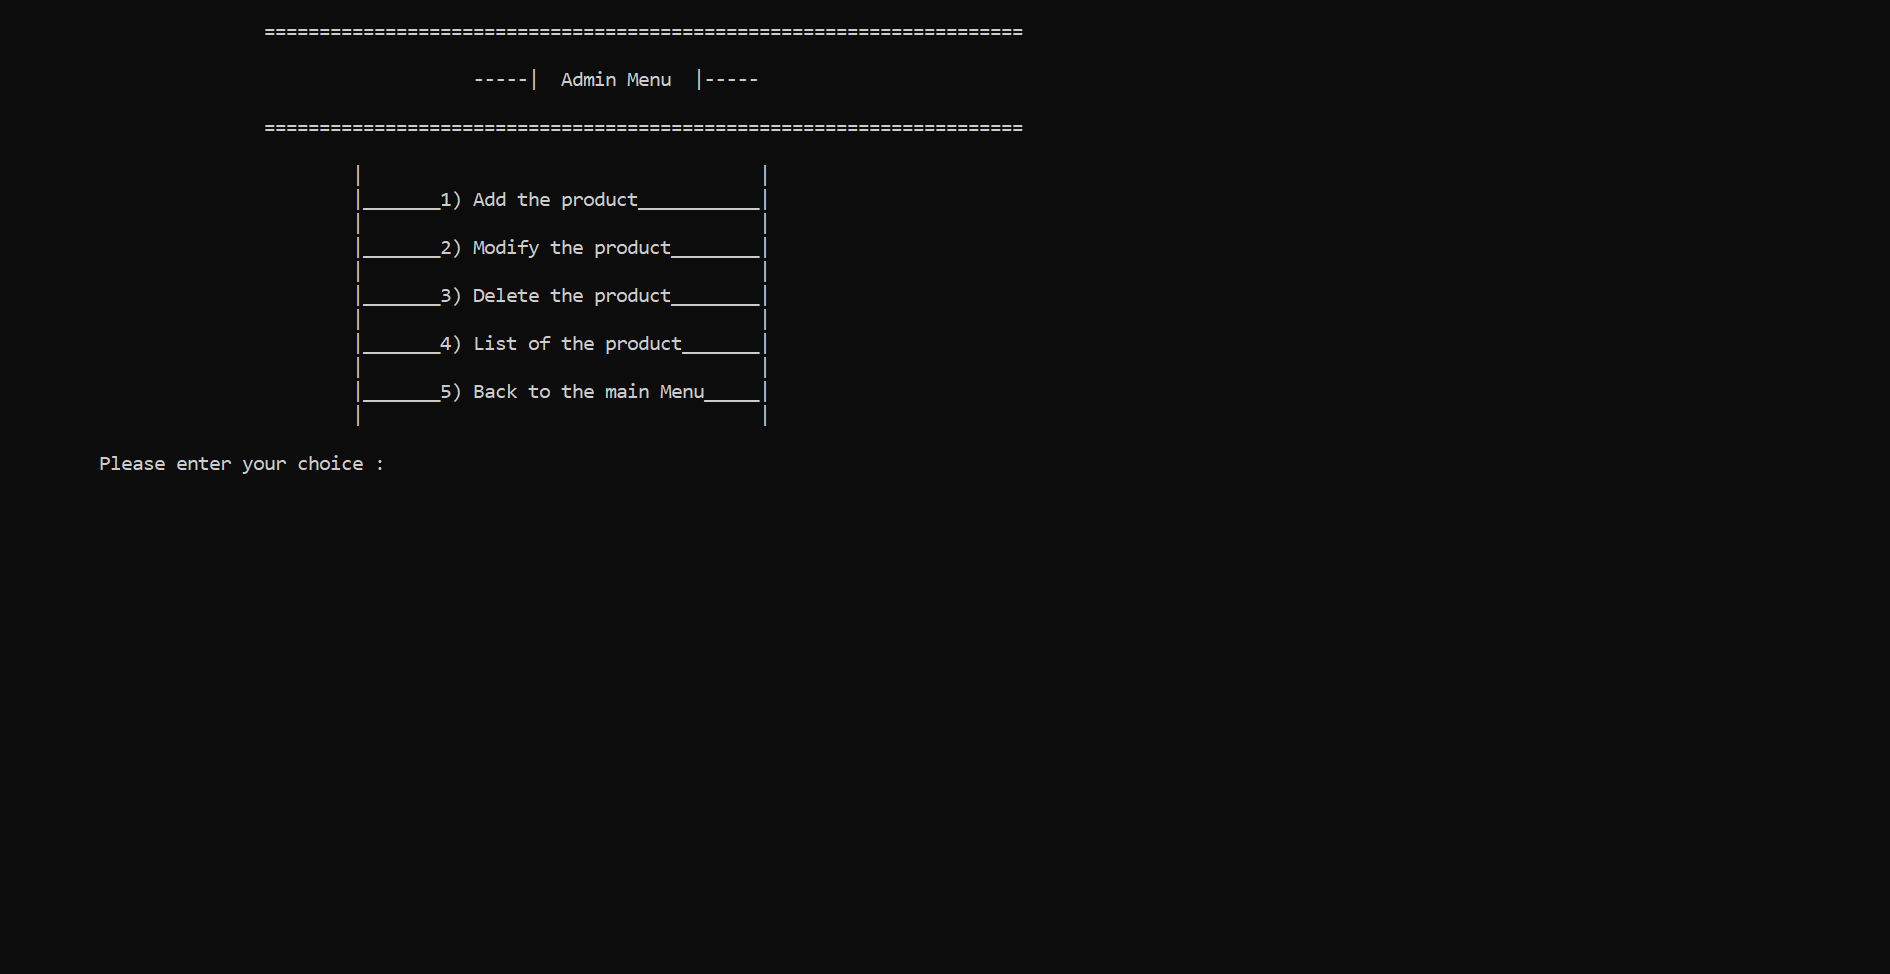 =====================================================================
-----|  Admin Menu  |-----
=====================================================================
|                                    |
|_______1) Add the product___________|
|                                    |
|_______2) Modify the product________|
|                                    |
|_______3) Delete the product________|
|                                    |
|_______4) List of the product_______|
|                                    |
|_______5) Back to the main Menu_____|
|                                    |
Please enter your choice :